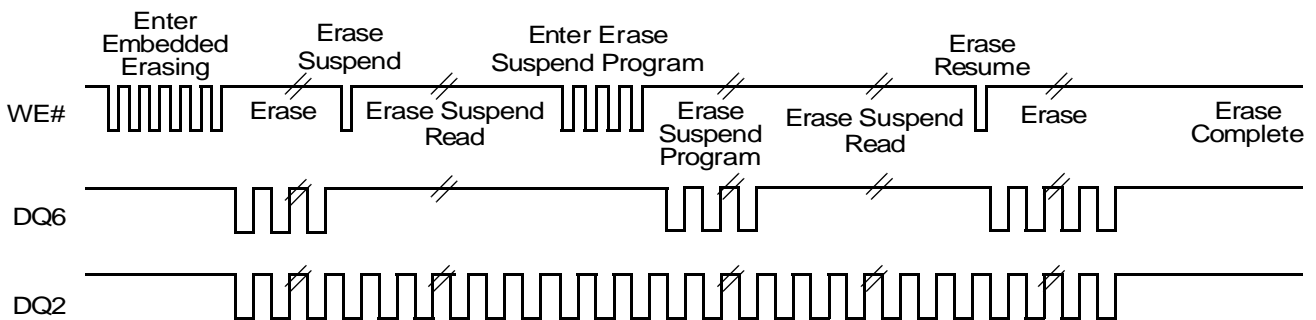 Enter
Embedded
Erasing
Erase
Suspend
Enter Erase
Suspend Program
Erase
Resume
WE#
Erase
Erase Suspend
Read
Erase
Suspend
Program
Erase Suspend
Read
Erase
Erase
Complete
DQ6
DQ2